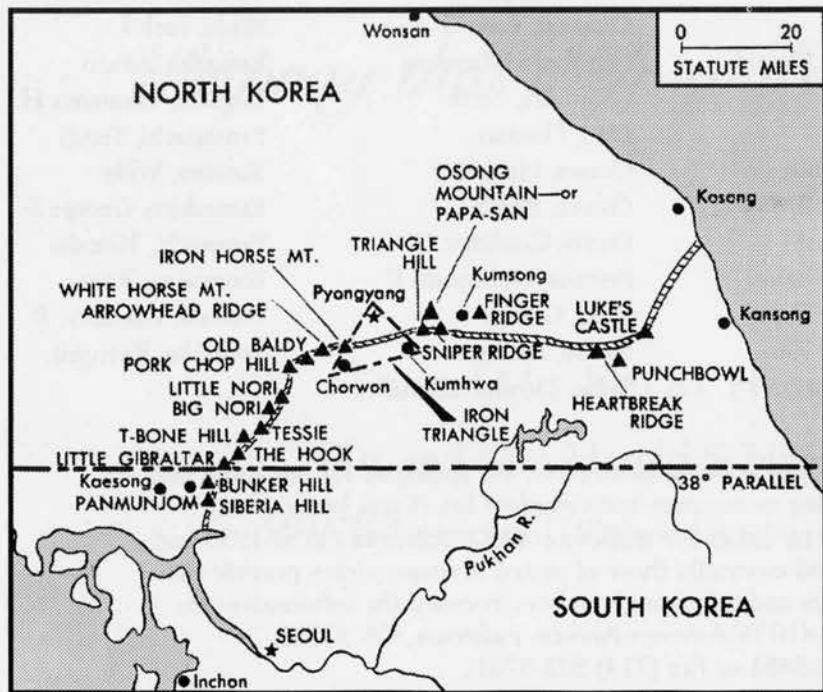 Wonsan
0 20
STATUTE MILES
NORTH KOREA
OSONG
MOUNTAIN—or
PAPA-SAN
Kosong
TRIANGLE
HILL
IRON HORSE MT.
Kumsong
Pyongyang
WHITE HORSE MT.
ARROWHEAD RIDGE
FINGER
RIDGE
LUKE'S
CASTLE
Kansong
OLD BALDY
SNIPER RIDGE
PORK CHOP HILL
PUNCHBOWL
Chorwon
Kumhwa
LITTLE NORI
BIG NORI
HEARTBREAK
RIDGE
IRON
TRIANGLE
T-BONE HILL
TESSIE
LITTLE GIBRALTAR
THE HOOK
38° PARALLEL
Kaesong
BUNKER HILL
PANMUNJOM
SIBERIA HILL
Pukhan R.
SOUTH KOREA
SEOUL
Inchon